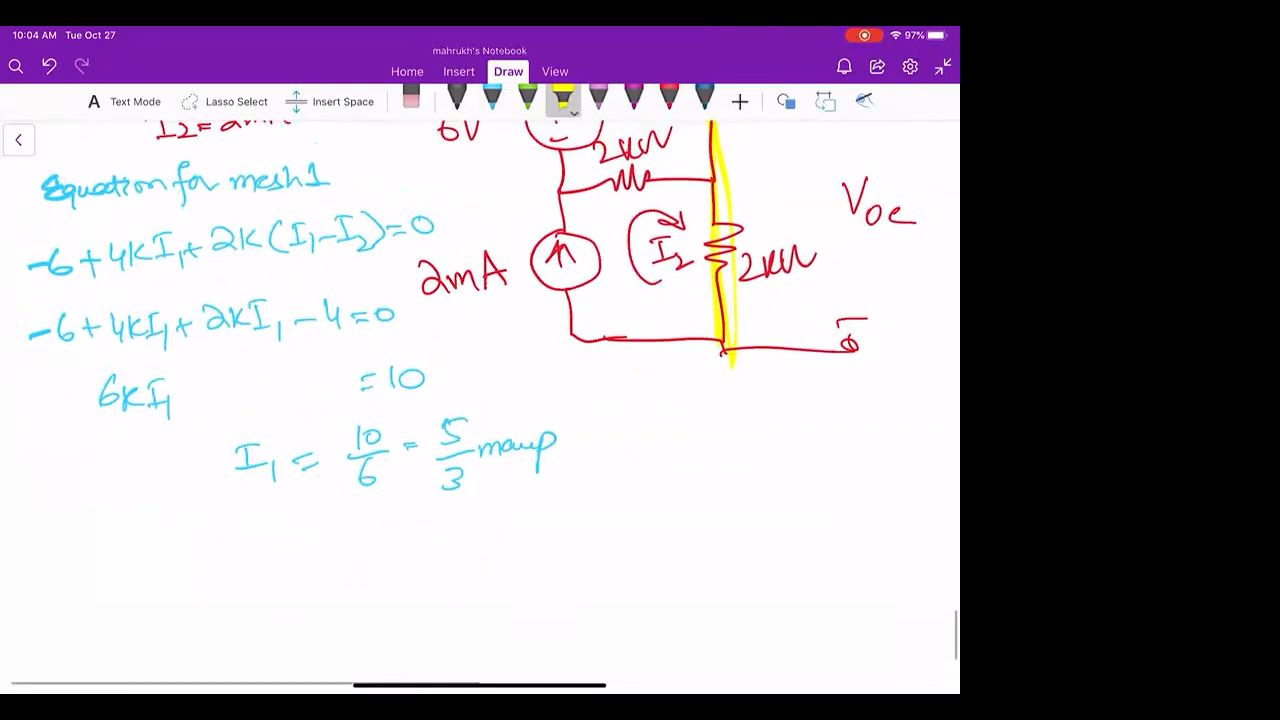 10:04 AM Tue Oct 27
97%
mahrukh's Notebook
Home Insert Draw View
Text Mode Lasso Select Insert Space
I2 = 2mA
6V
2kΩ
Equation for mesh1
-6+4KI1+2K(I1-I2)=0
Voc
I2
2kΩ
2mA
-6+4KI1+2KI1-4=0
6KI1 =10
I1 = 10/6 = 5/3 mamp